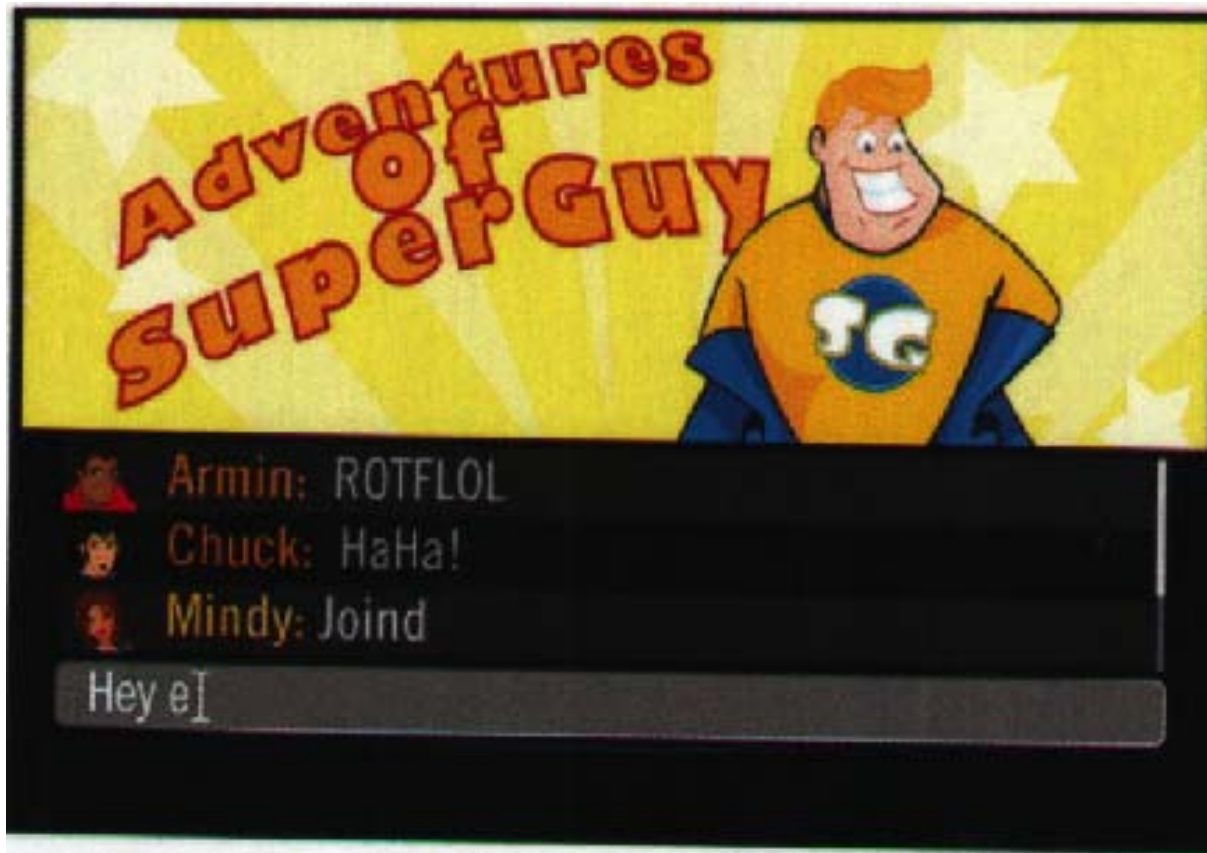 Adventures
of
SuperGuy
SG
Armin: ROTFLOL
Chuck: HaHa!
Mindy: Joind
Hey e